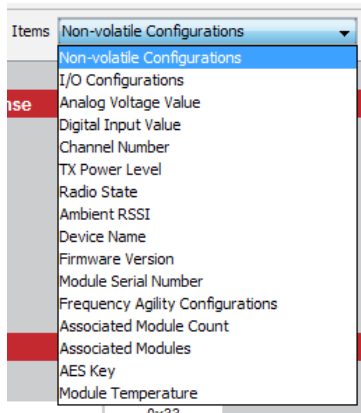 Items Non-volatile Configurations
Non-volatile Configurations
I/O Configurations
Analog Voltage Value
nse
Digital Input Value
Channel Number
TX Power Level
Radio State
Ambient RSSI
Device Name
Firmware Version
Module Serial Number
Frequency Agility Configurations
Associated Module Count
Associated Modules
AES Key
Module Temperature